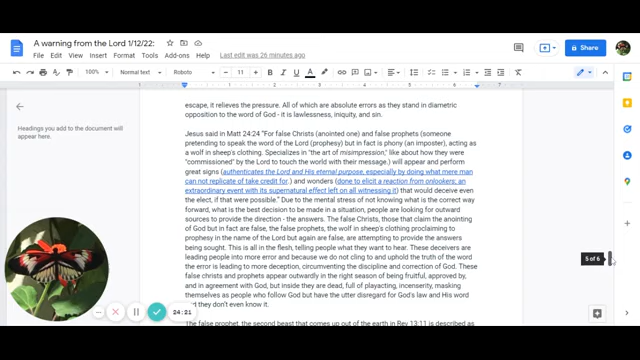 A warning from the Lord 1/12/22:
File Edit View Insert Format Tools Extensions Help Last edit was 26 minutes ago
Share
100% Normal text Roboto 11 B I U A
Headings you add to the document will
appear here.
escape, it relieves the pressure. All of which are absolute errors as they stand in diametric
opposition to the word of God - it is lawlessness, iniquity, and sin.
Jesus said in Matt 24:24 "For false Christs (anointed one) and false prophets (someone
pretending to speak the word of the Lord (prophesy) but in fact is phony (an imposter), acting as
a wolf in sheep's clothing. Specializes in "the art of misimpression," like about how they were
"commissioned" by the Lord to touch the world with their message.) will appear and perform
great signs (authenticates the Lord and His eternal purpose, especially by doing what mere man
can not replicate of take credit for.) and wonders (done to elicit a reaction from onlookers; an
extraordinary event with its supernatural effect left on all witnessing it) that would deceive even
the elect, if that were possible." Due to the mental stress of not knowing what is the correct way
forward, what is the best decision to be made in a situation, people are looking for outward
sources to provide the direction - the answers. The false Christs, those that claim the anointing
of God but in fact are false, the false prophets, the wolf in sheep's clothing proclaiming to
prophecy in the name of the Lord but again are false, are attempting to provide the answers
being sought. This is all in the flesh, telling people what they want to hear. These deceivers are
leading people into more error and because we do not cling to and uphold the truth of the word
the error is leading to more deception, circumventing the discipline and correction of God. These
false christs and prophets appear outwardly in the right season of being fruitful, approved by,
and in agreement with God, but inside they are dead, full of playacting, incenserity, masking
themselves as people who follow God but have the utter disregard for God's law and His word
they don't even know it.
5 of 6
24:21
The false prophet, the second beast that comes up out of the earth in Rev 13:11 is described as